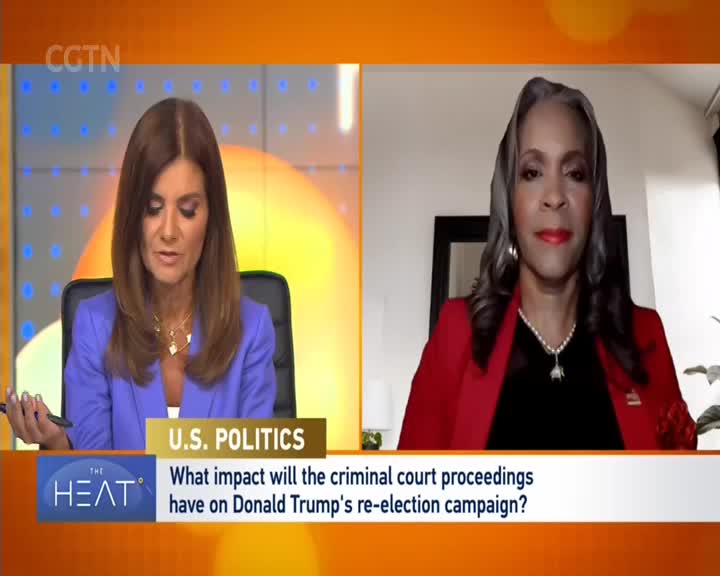 CGTN
U.S. POLITICS
THE
HEAT
What impact will the criminal court proceedings
have on Donald Trump's re-election campaign?